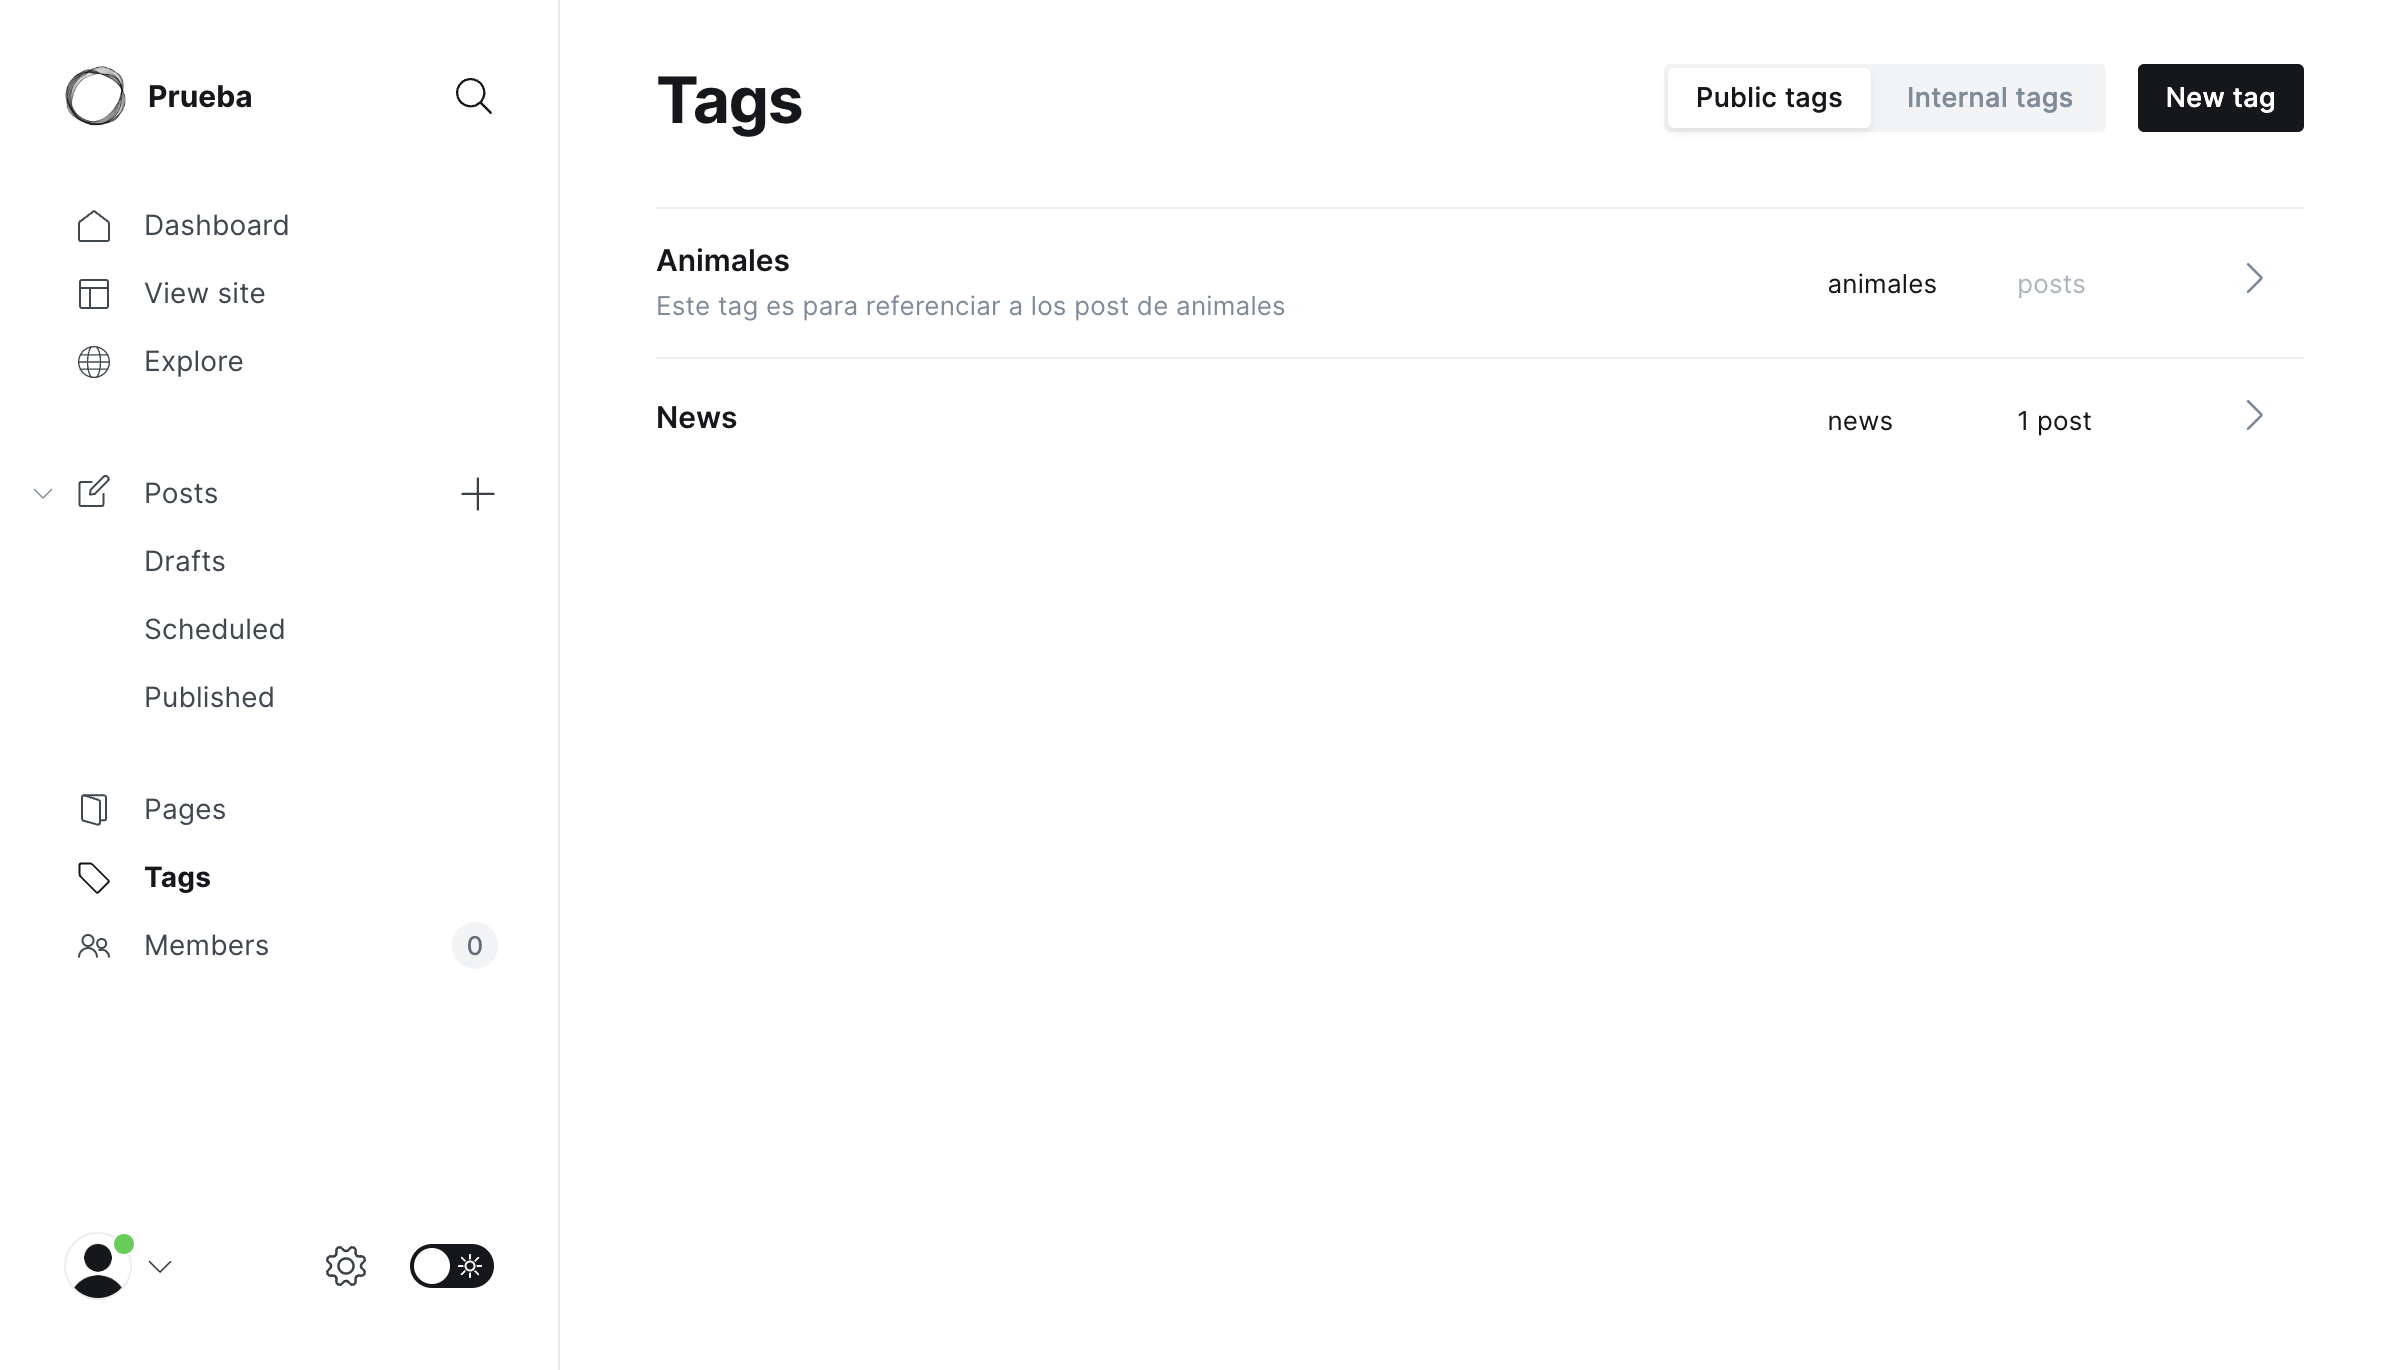 Prueba
Dashboard
View site
Explore
Posts
Drafts
Scheduled
Published
Pages
Tags
Members 0
Tags
Public tags Internal tags New tag
Animales
Este tag es para referenciar a los post de animales
animales posts
News news 1 post